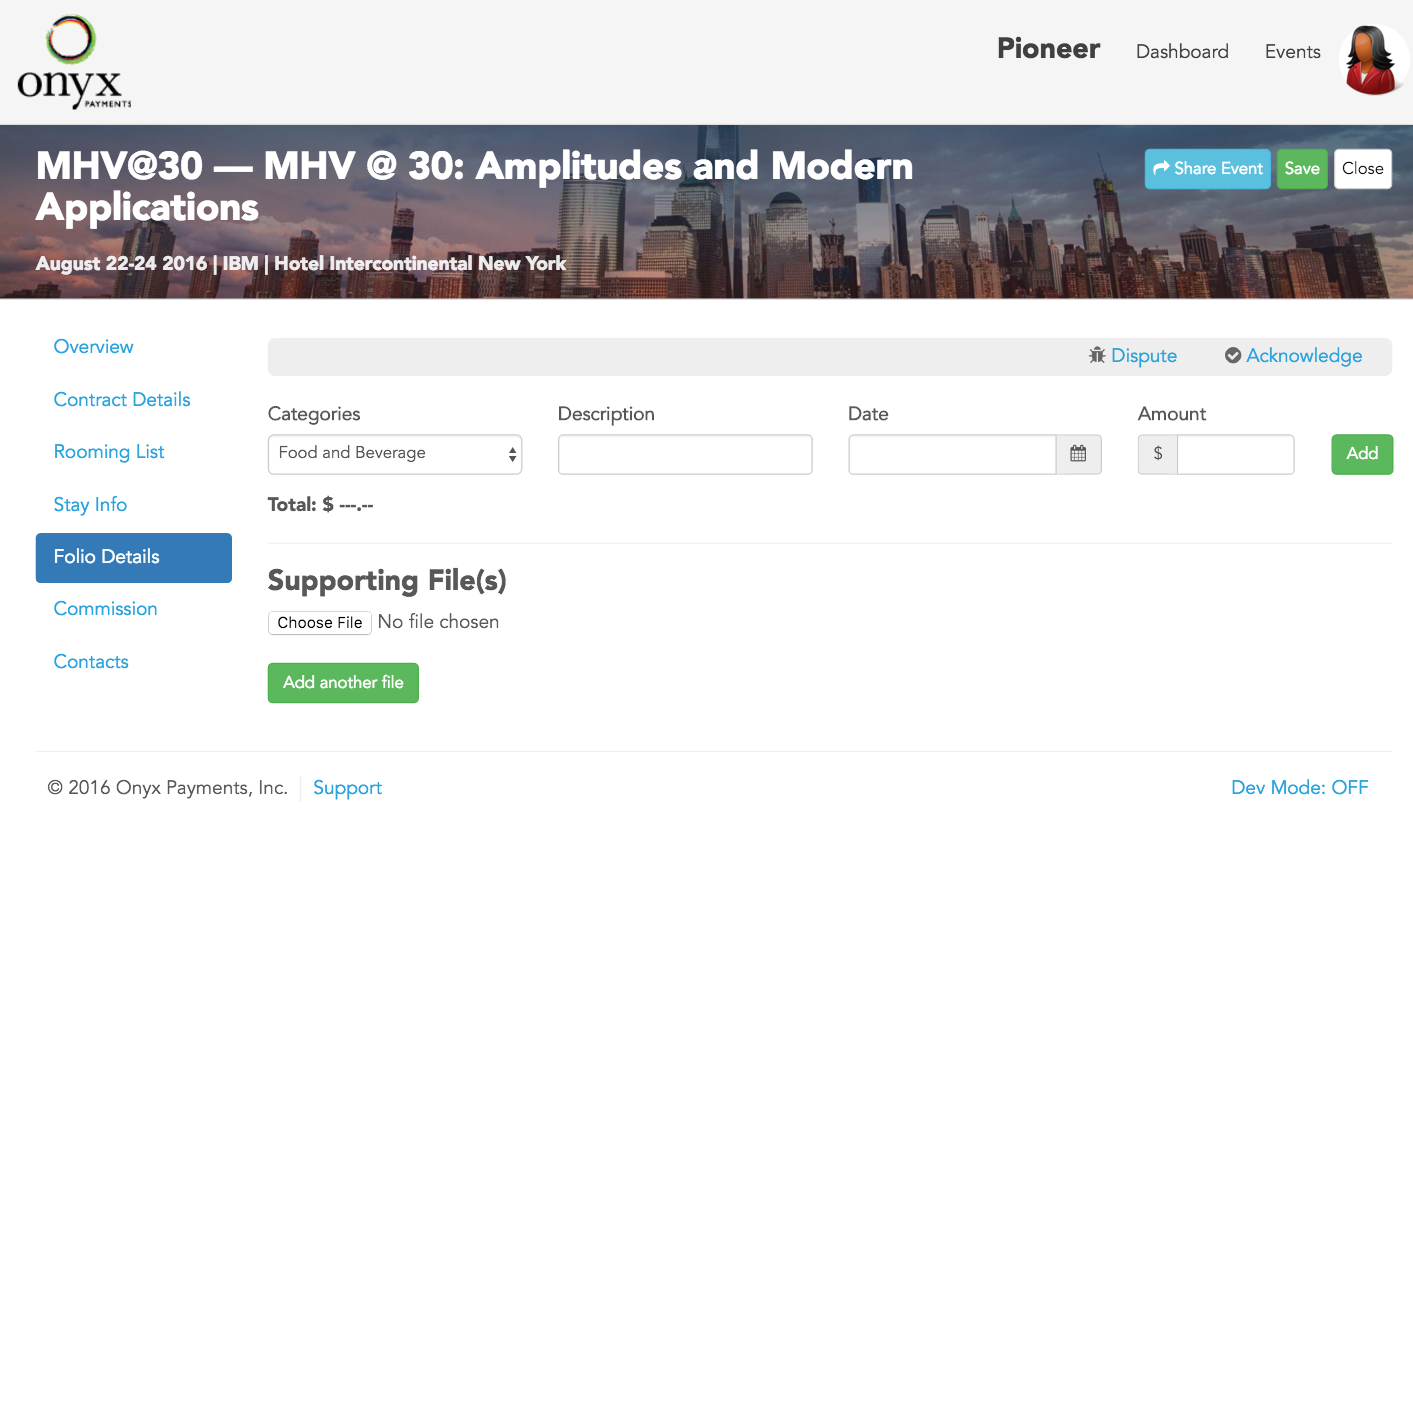 onyx
PAYMENTS
Pioneer
Dashboard
Events
MHV@30 — MHV @ 30: Amplitudes and Modern
Applications
August 22-24 2016 | IBM | Hotel Intercontinental New York
Share Event
Save
Close
Overview
Contract Details
Rooming List
Stay Info
Folio Details
Commission
Contacts
Dispute
Acknowledge
Categories
Description
Date
Amount
Food and Beverage
$
Add
Total: $ ---.--
Supporting File(s)
Choose File No file chosen
Add another file
© 2016 Onyx Payments, Inc.
Support
Dev Mode: OFF